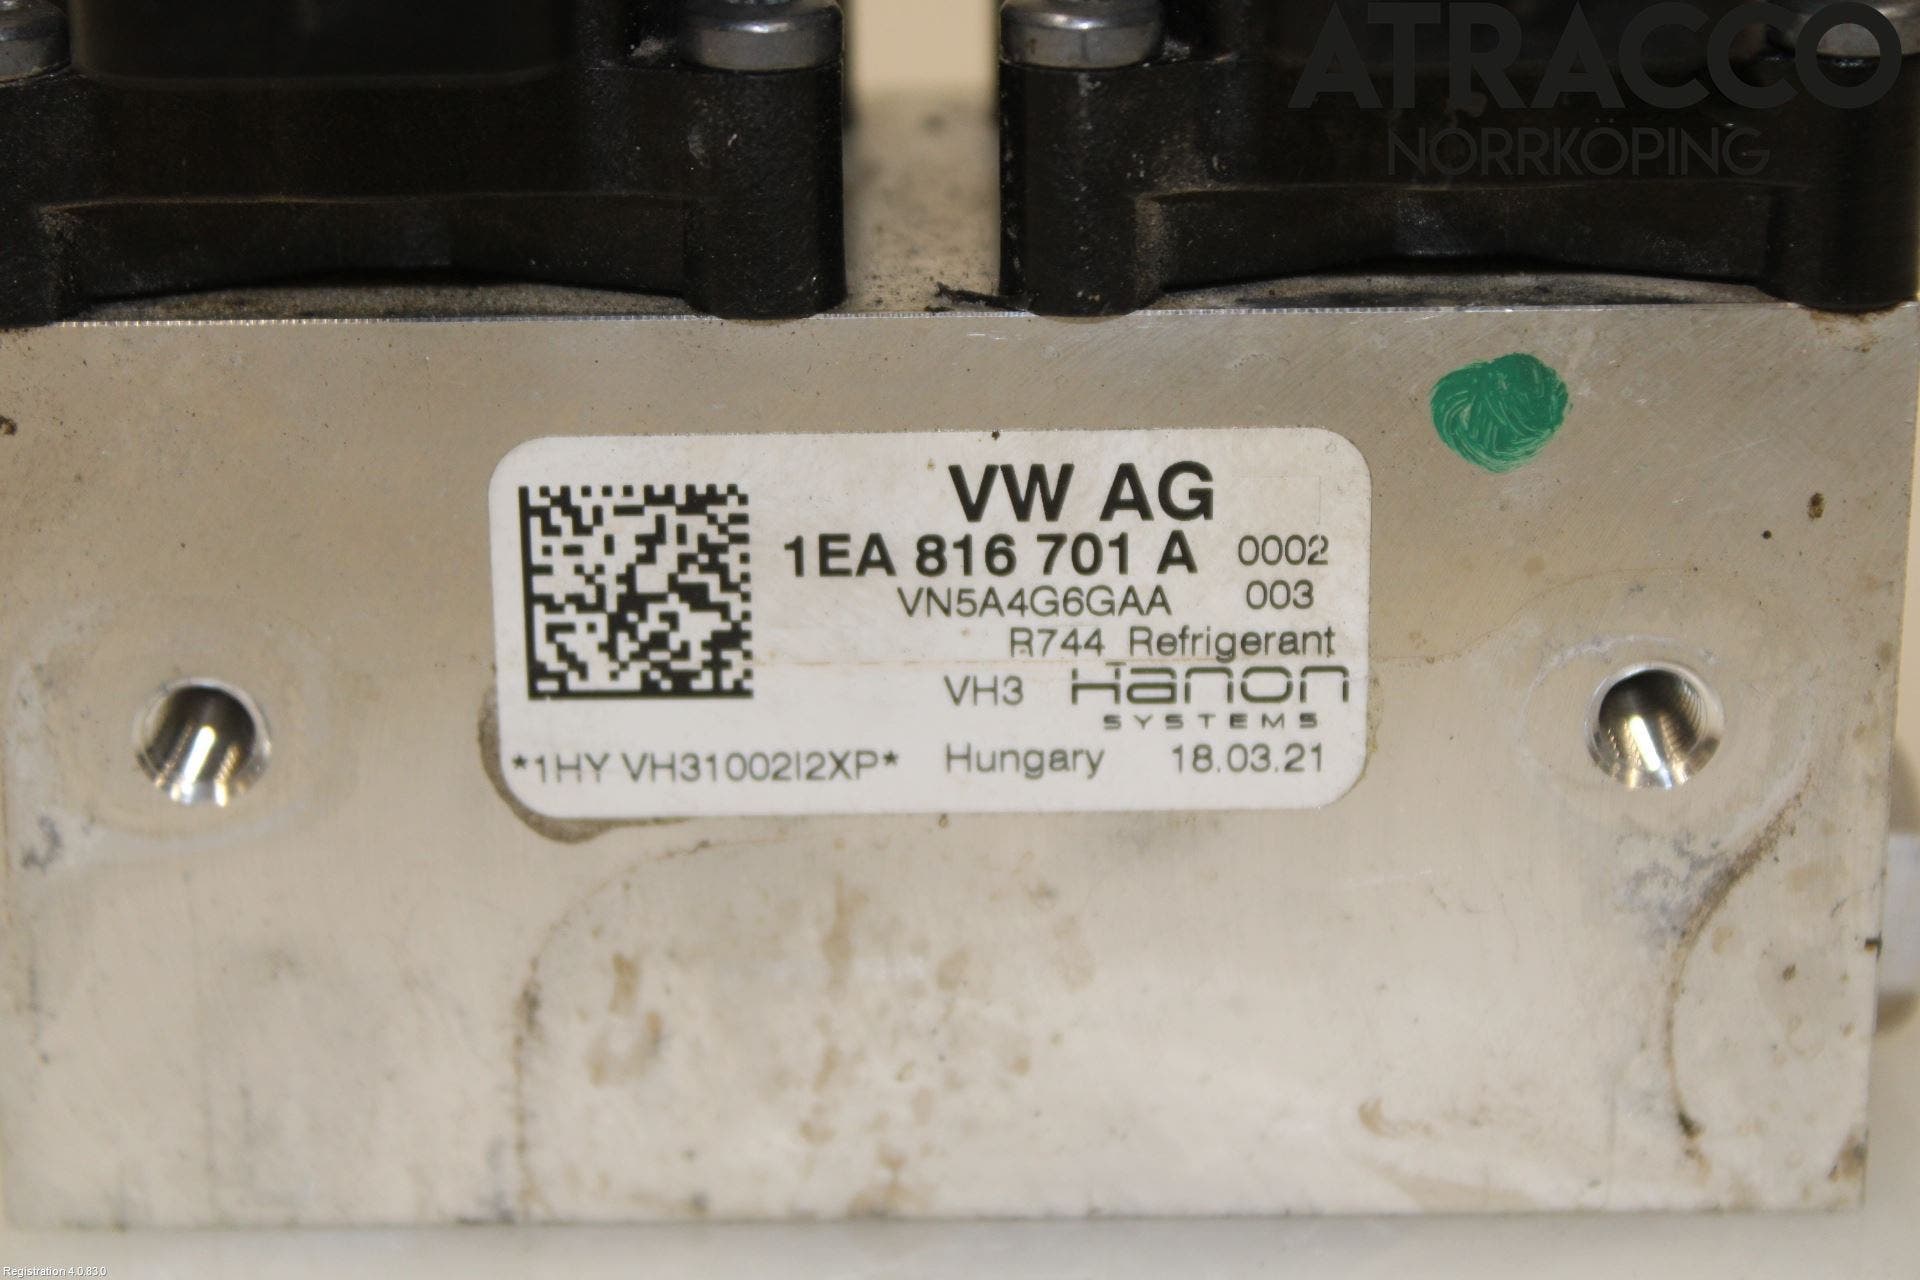 ATRACCO
NORRKÖPING
VW AG
1EA 816 701 A 0002
VN5A4G6GAA 003
R744 Refrigerant
VH3 Hanon
SYSTEMS
*1HY VH31002I2XP* Hungary 18.03.21
Registration 4.0.83.0